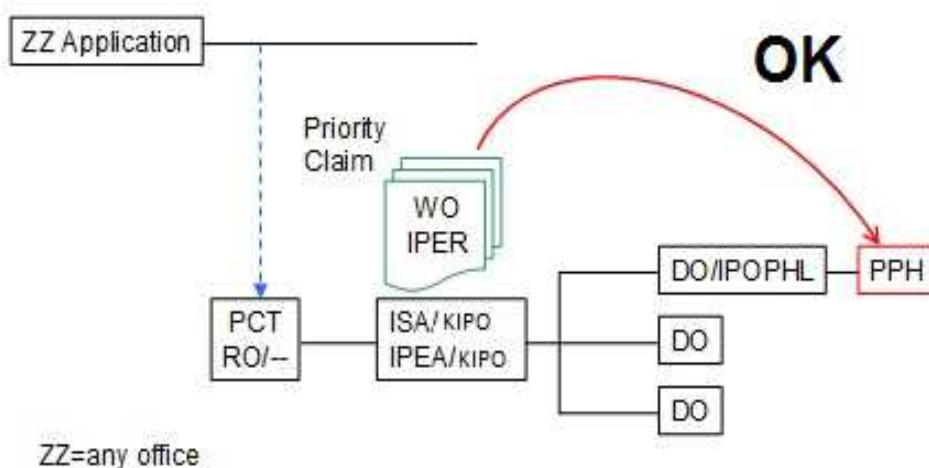 ZZ Application
OK
Priority
Claim
WO
IPER
DO/IPOPHL
PPH
PCT
RO/--
ISA/KIPO
IPEA/KIPO
DO
DO
ZZ=any office